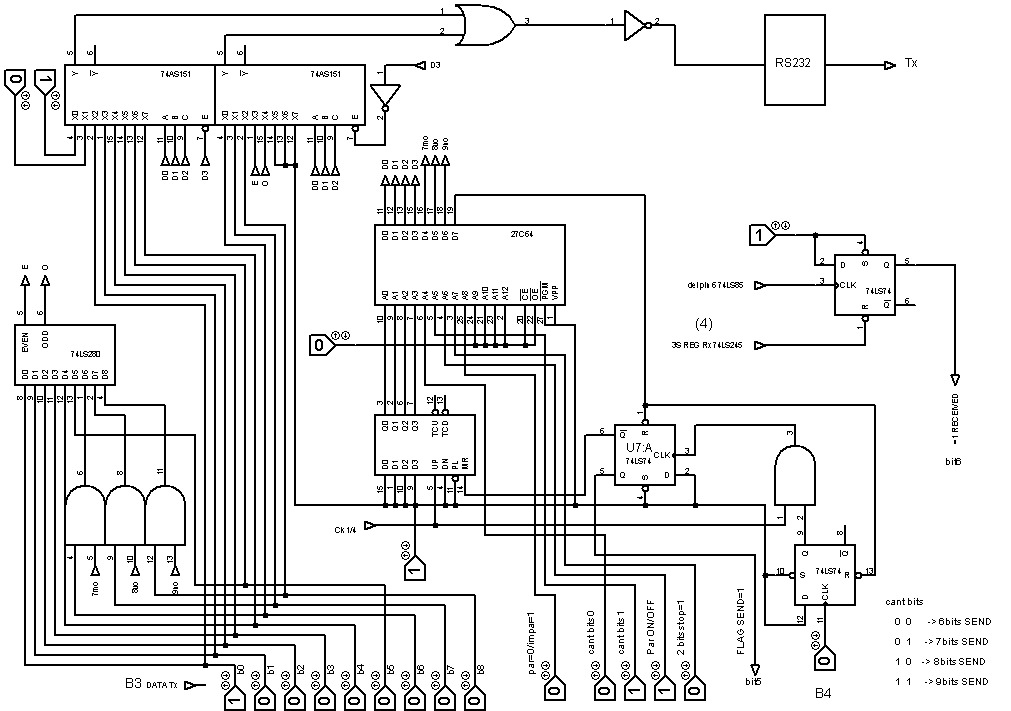 1
2
3
1
2
RS232
Tx
5
6
5
6
Y
Y
74AS151
Y
Y
74AS151
1
D3
0
1
X0
X1
X2
X3
X4
X5
X6
X7
A
B
C
E
X0
X1
X2
X3
X4
X5
X6
X7
A
B
C
E
2
4
3
2
1
15
14
13
12
11
10
9
7
4
3
2
1
15
14
13
12
11
10
9
7
D0
D1
D2
D3
E
O
D0
D1
D2
D0
D1
D2
D3
7mo
8uo
9no
11
12
13
15
16
17
18
19
D0
D1
D2
D3
D4
D5
D6
D7
27C64
A0
A1
A2
A3
A4
A5
A6
A7
A8
A9
A10
A11
A12
CE
OE
PGM
VPP
10
9
8
7
6
5
4
3
25
24
21
23
2
20
22
27
1
0
1
4
2
D
S
Q
5
delphi 6 74LS85
3
CLK
74LS74
R
Q
6
(4)
3S REG Rx 74LS245
1
=1 RECEIVED
bit6
E
O
5
6
EVEN
ODD
74LS280
D0
D1
D2
D3
D4
D5
D6
D7
D8
8
9
10
11
12
13
1
2
4
6
8
11
4
5
9
10
12
13
7mo
8uo
9no
3
2
6
7
12
13
Q0
Q1
Q2
Q3
TCU
TCD
D0
D1
D2
D3
UP
DN
PL
MR
15
1
10
9
5
4
11
14
Ck 1/4
1
1
6
Q
R
U7:A
CLK
3
74LS74
5
Q
S
D
2
4
3
1
2
9
8
Q
Q
10
S
74LS74
R
13
D
CLK
12
11
0
B4
cant bits
0 0 -> 6bits SEND
0 1 -> 7bits SEND
1 0 -> 8bits SEND
1 1 -> 9bits SEND
par=0/impar=1
cant bits 0
cant bits 1
Par ON/OFF
2 bits stop=1
FLAG SEND=1
bit5
0
0
1
1
0
B3 DATA Tx
b0
b1
b2
b3
b4
b5
b6
b7
b8
1
0
0
0
0
0
0
0
0